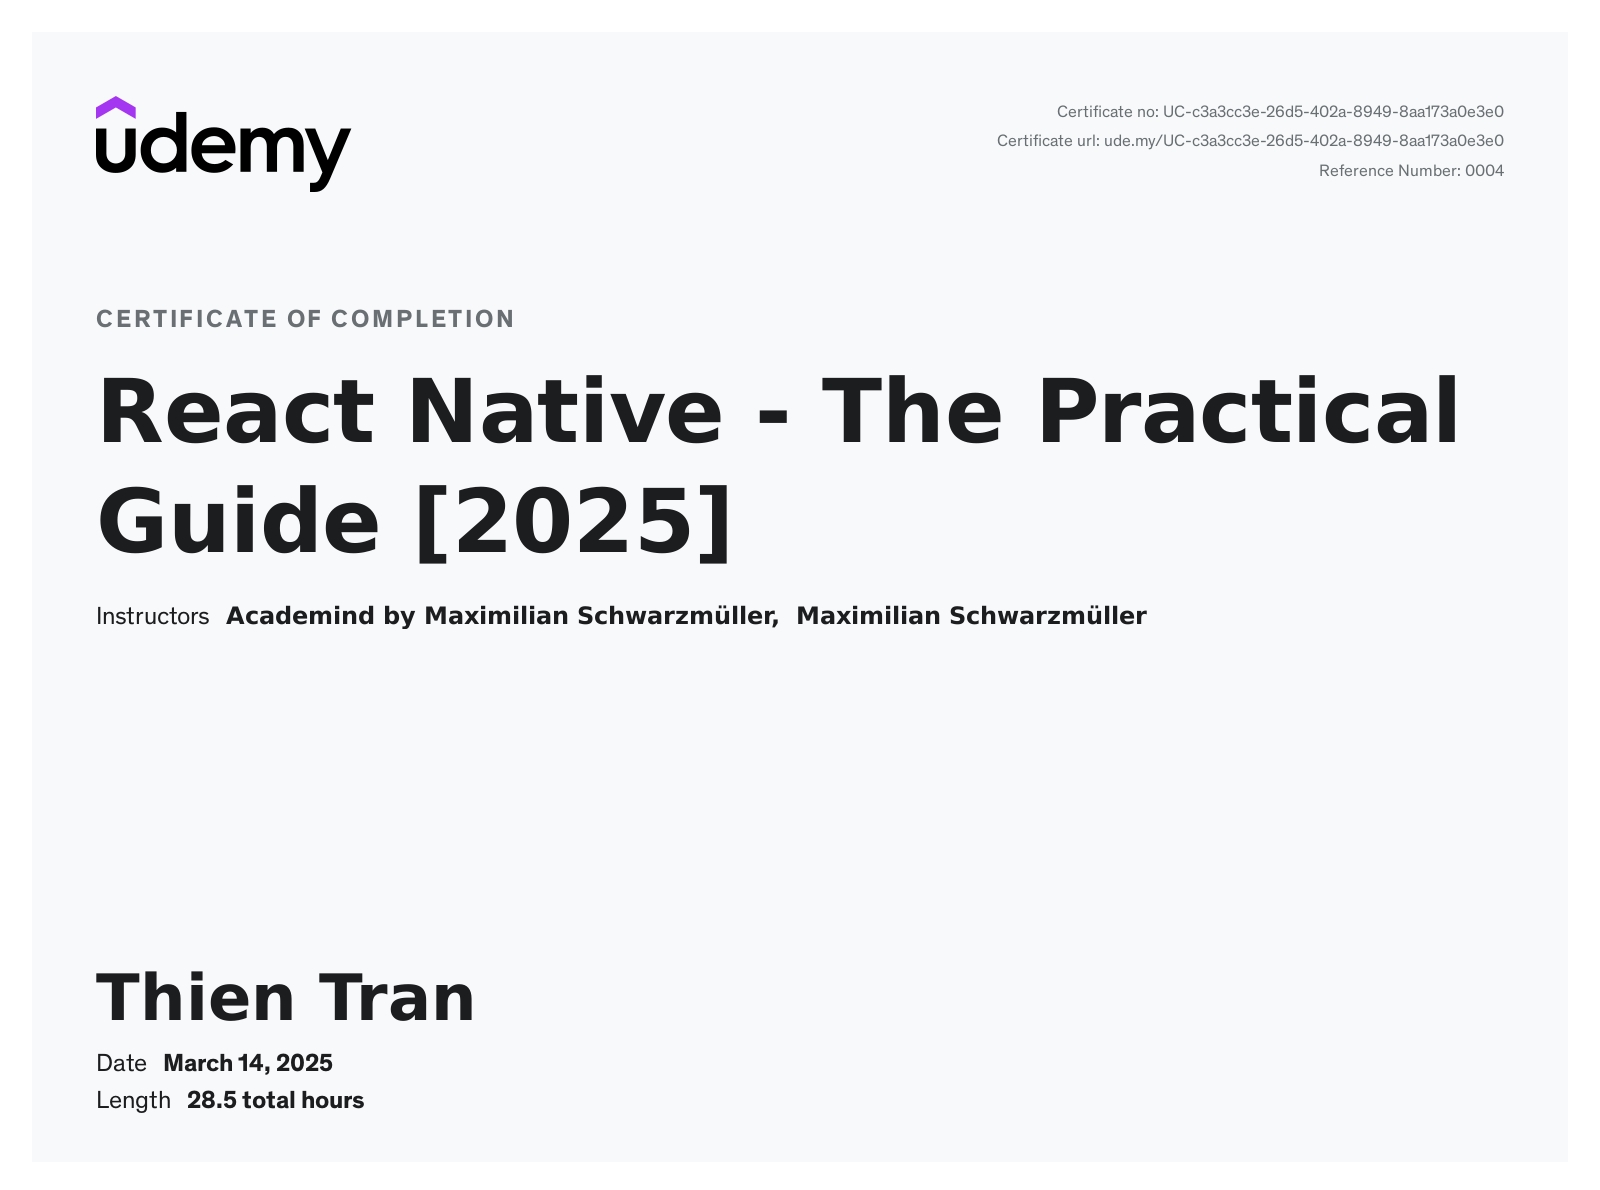 udemy
Certificate no: UC-c3a3cc3e-26d5-402a-8949-8aa173a0e3e0
Certificate url: ude.my/UC-c3a3cc3e-26d5-402a-8949-8aa173a0e3e0
Reference Number: 0004
CERTIFICATE OF COMPLETION
React Native - The Practical
Guide [2025]
Instructors Academind by Maximilian Schwarzmüller, Maximilian Schwarzmüller
Thien Tran
Date March 14, 2025
Length 28.5 total hours